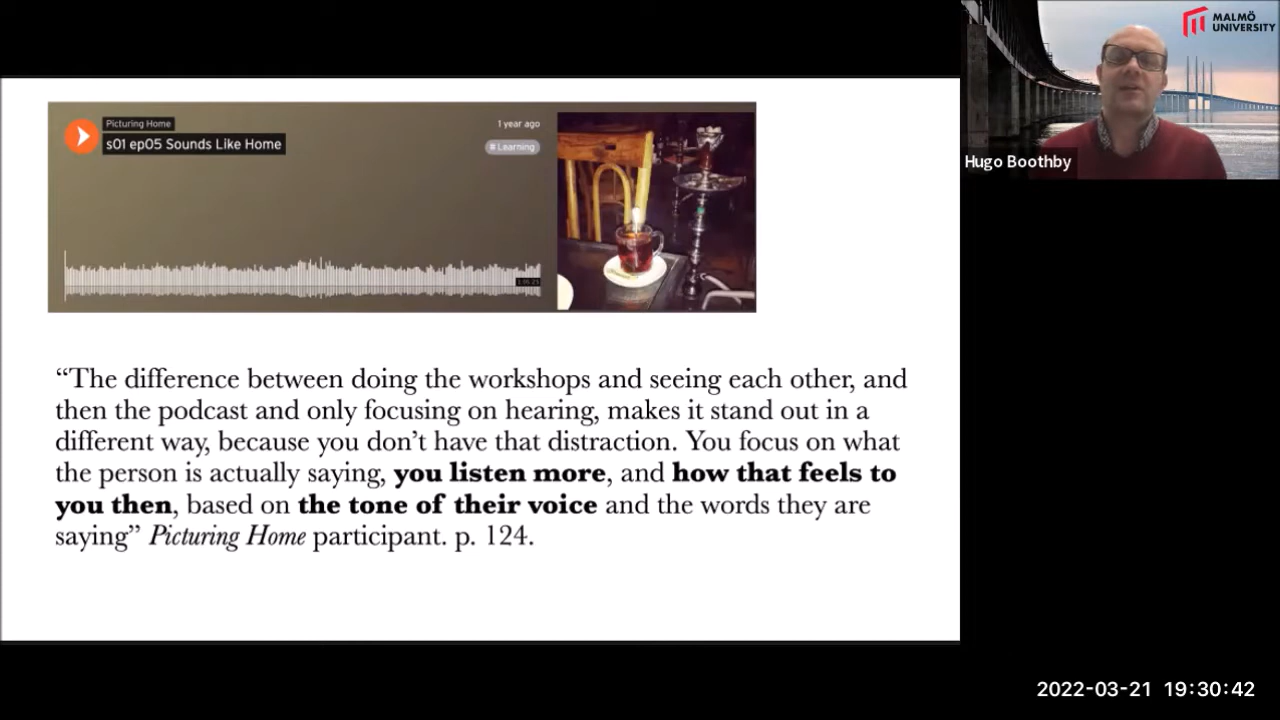 Picturing Home
s01 ep05 Sounds Like Home
1 year ago
# Learning
“The difference between doing the workshops and seeing each other, and
then the podcast and only focusing on hearing, makes it stand out in a
different way, because you don’t have that distraction. You focus on what
the person is actually saying, you listen more, and how that feels to
you then, based on the tone of their voice and the words they are
saying” Picturing Home participant. p. 124.
MALMÖ
UNIVERSITY
Hugo Boothby
2022-03-21 19:30:42